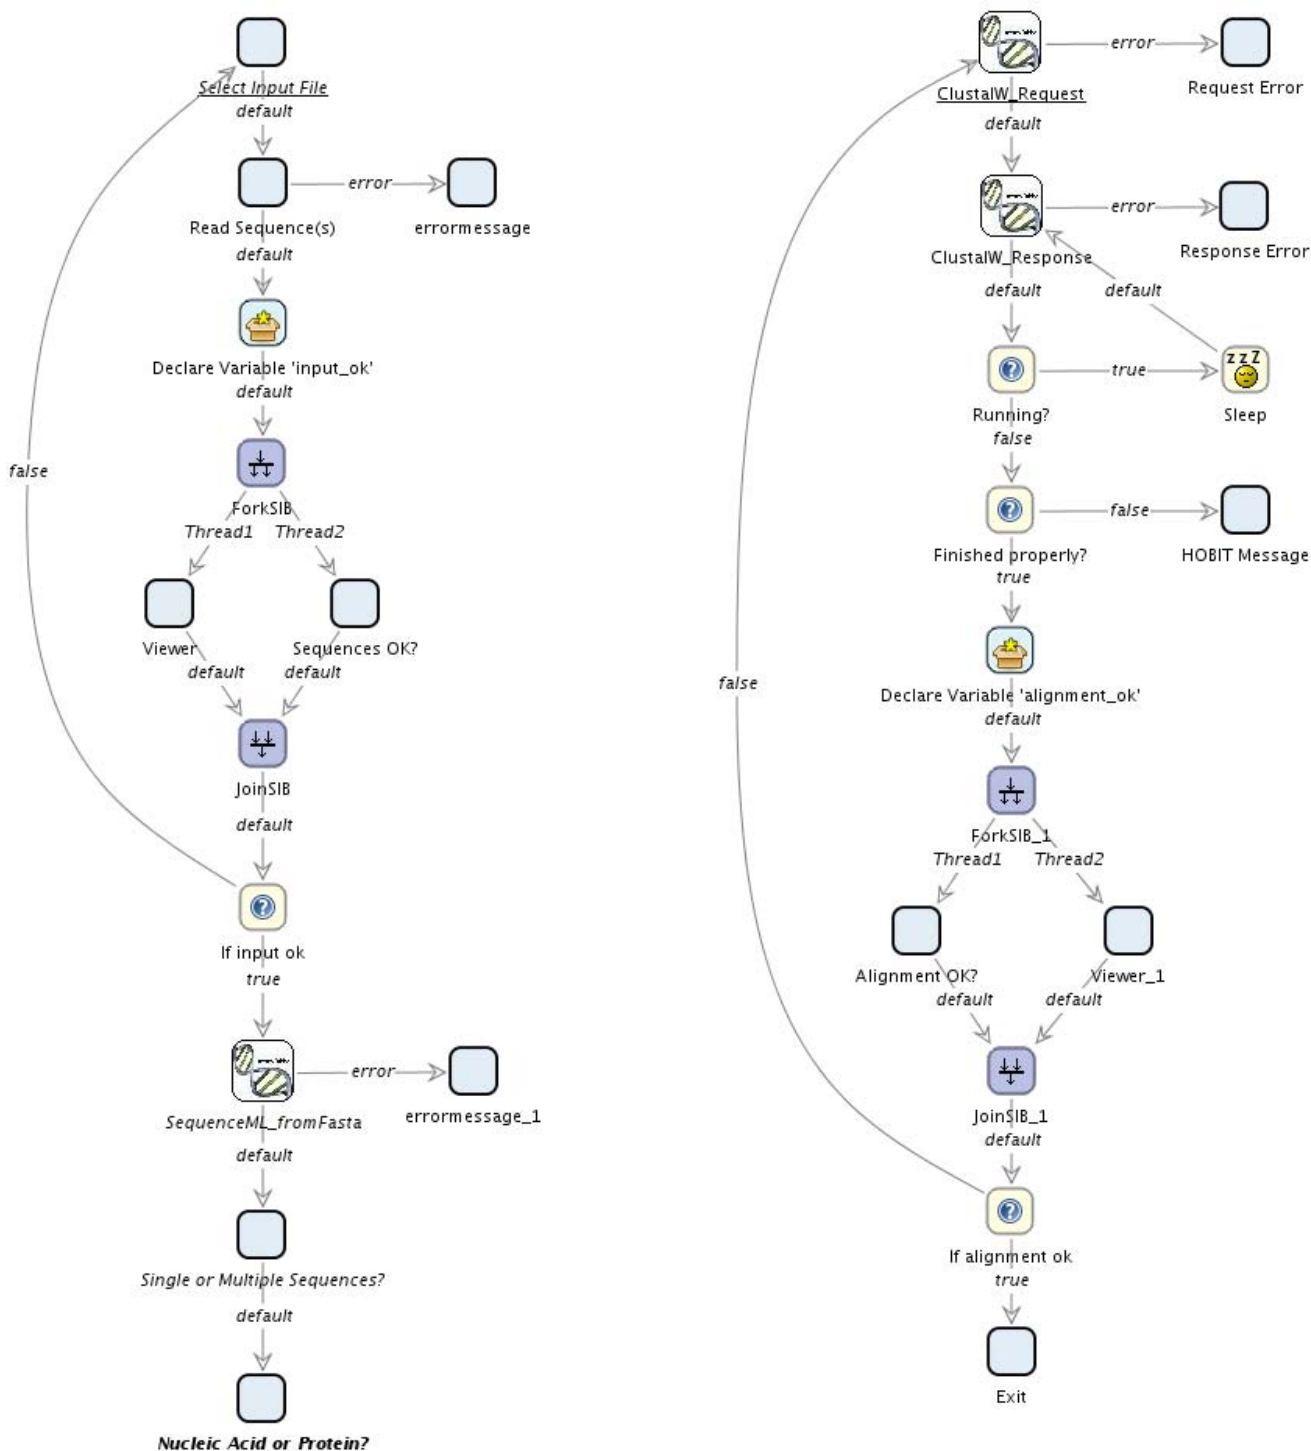 Select Input File
default
Read Sequence(s)
error
errormessage
default
Declare Variable 'input_ok'
default
false
ForkSIB
Thread1
Thread2
Viewer
Sequences OK?
default
default
JoinSIB
default
If input ok
true
SequenceML_fromFasta
error
errormessage_1
default
Single or Multiple Sequences?
default
Nucleic Acid or Protein?
ClustalW_Request
error
Request Error
default
ClustalW_Response
error
Response Error
default
default
Running?
true
zzZ
Sleep
false
Finished properly?
false
HOBIT Message
true
Declare Variable 'alignment_ok'
default
false
ForkSIB_1
Thread1
Thread2
Alignment OK?
Viewer_1
default
default
JoinSIB_1
default
If alignment ok
true
Exit